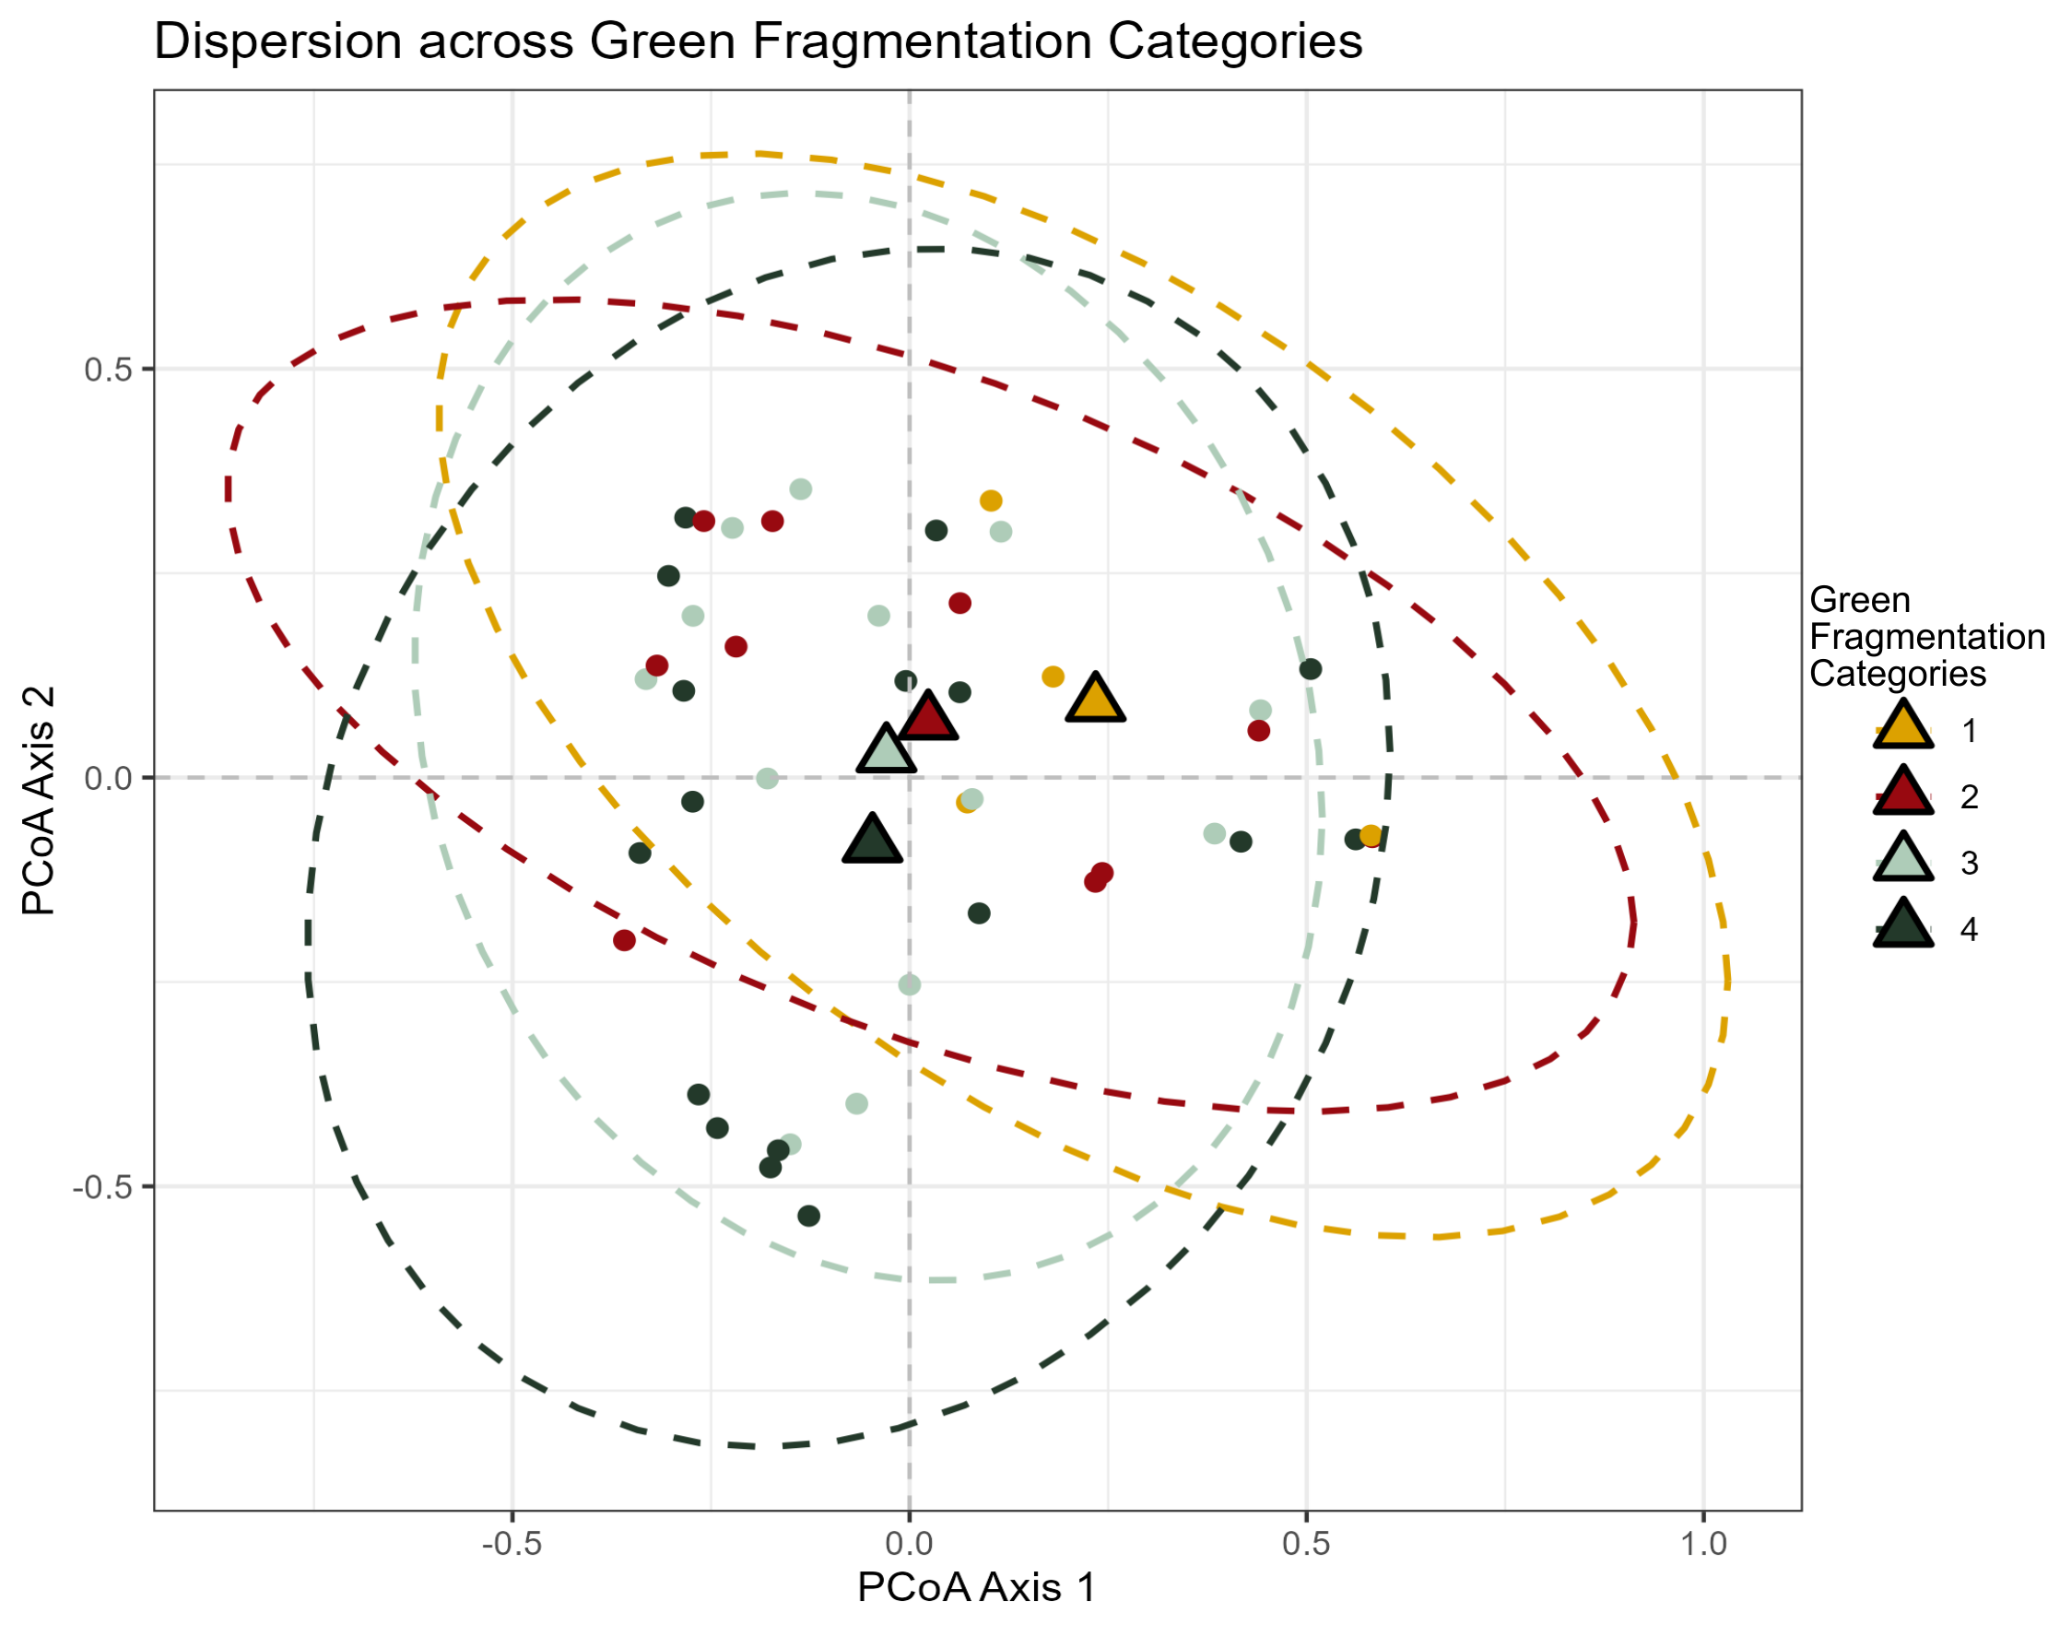 Dispersion across Green Fragmentation Categories
PCoA Axis 2
0.5
0.0
-0.5
-0.5
0.0
0.5
1.0
PCoA Axis 1
Green
Fragmentation
Categories
1
2
3
4